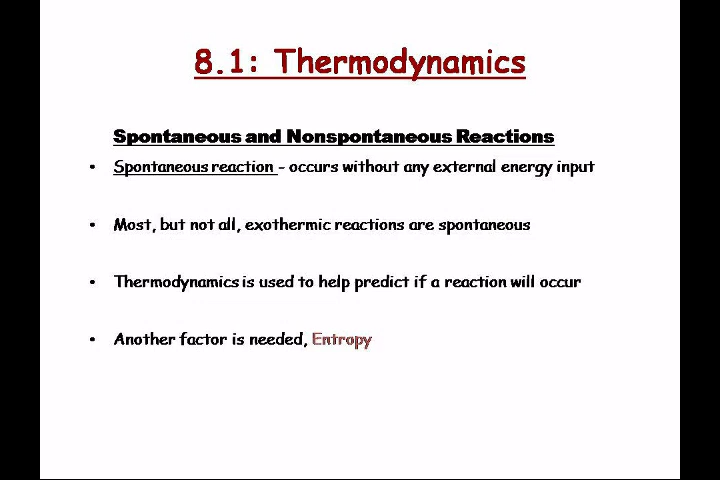 8.1: Thermodynamics
Spontaneous and Nonspontaneous Reactions
• Spontaneous reaction - occurs without any external energy input
• Most, but not all, exothermic reactions are spontaneous
• Thermodynamics is used to help predict if a reaction will occur
• Another factor is needed, Entropy